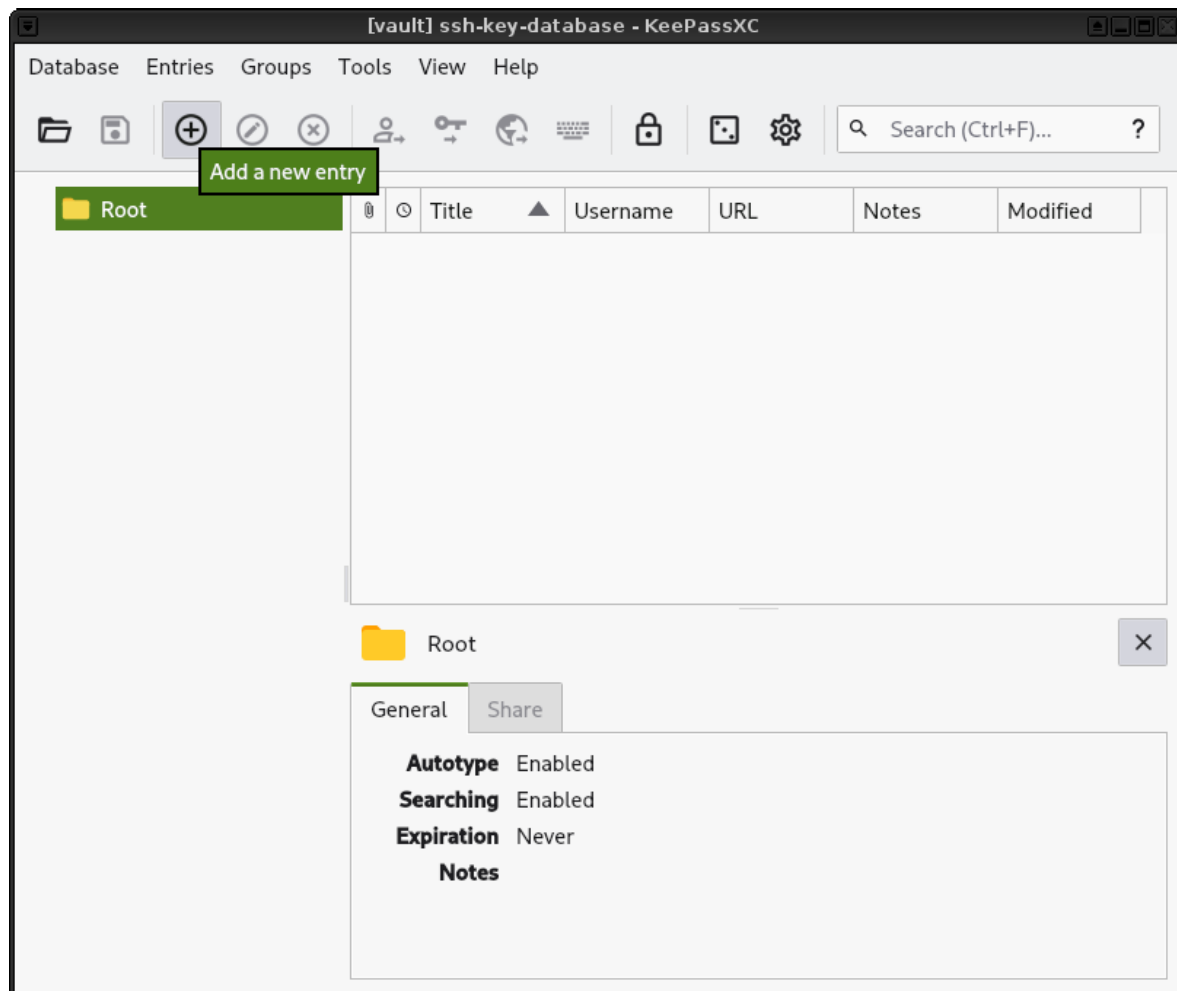 [vault] ssh-key-database - KeePassXC
Database Entries Groups Tools View Help
Search (Ctrl+F)... ?
Add a new entry
Root
Title Username URL Notes Modified
Root
General Share
Autotype Enabled
Searching Enabled
Expiration Never
Notes